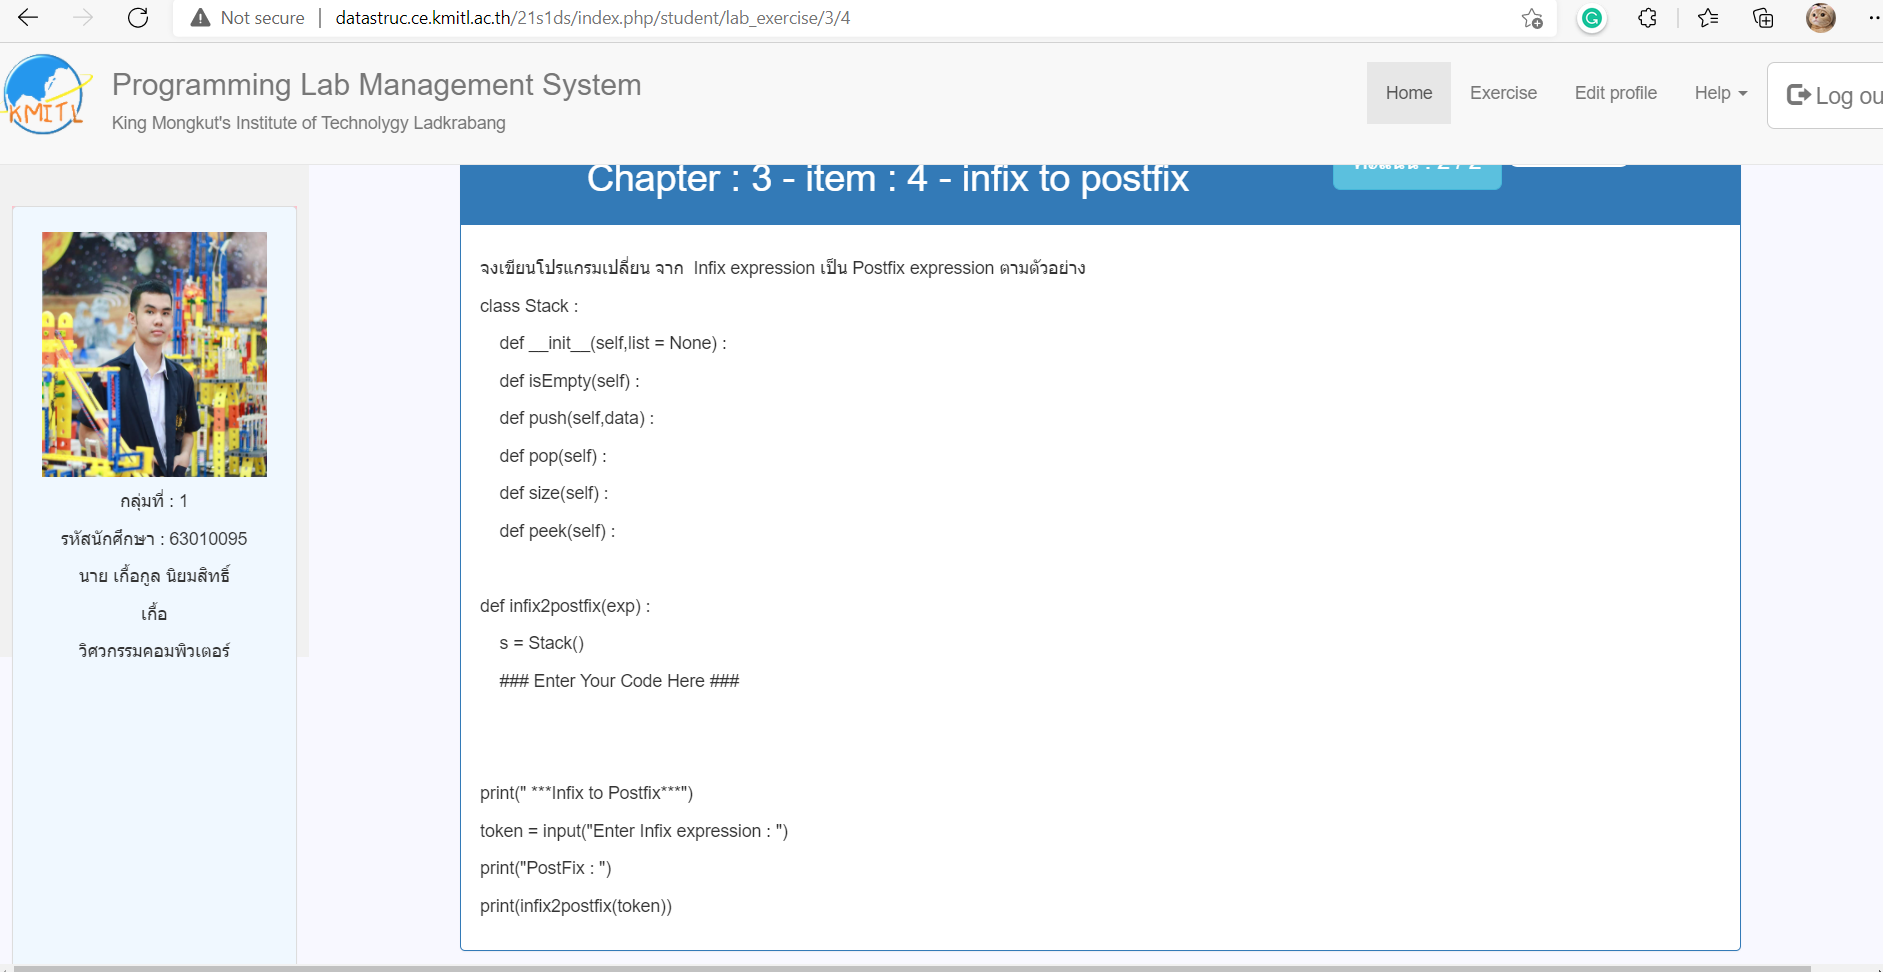 Not secure | datastruc.ce.kmitl.ac.th/21s1ds/index.php/student/lab_exercise/3/4
KMITL
Programming Lab Management System
King Mongkut's Institute of Technolygy Ladkrabang
Home
Exercise
Edit profile
Help
Log ou
Chapter : 3 - item : 4 - infix to postfix
กลุ่มที่ : 1
รหัสนักศึกษา : 63010095
นาย เกื้อกูล นิยมสิทธิ์
เกื้อ
วิศวกรรมคอมพิวเตอร์
จงเขียนโปรแกรมเปลี่ยน จาก  Infix expression เป็น Postfix expression ตามตัวอย่าง
class Stack :
def __init__(self,list = None) :
def isEmpty(self) :
def push(self,data) :
def pop(self) :
def size(self) :
def peek(self) :
def infix2postfix(exp) :
s = Stack()
### Enter Your Code Here ###
print(" ***Infix to Postfix***")
token = input("Enter Infix expression : ")
print("PostFix : ")
print(infix2postfix(token))